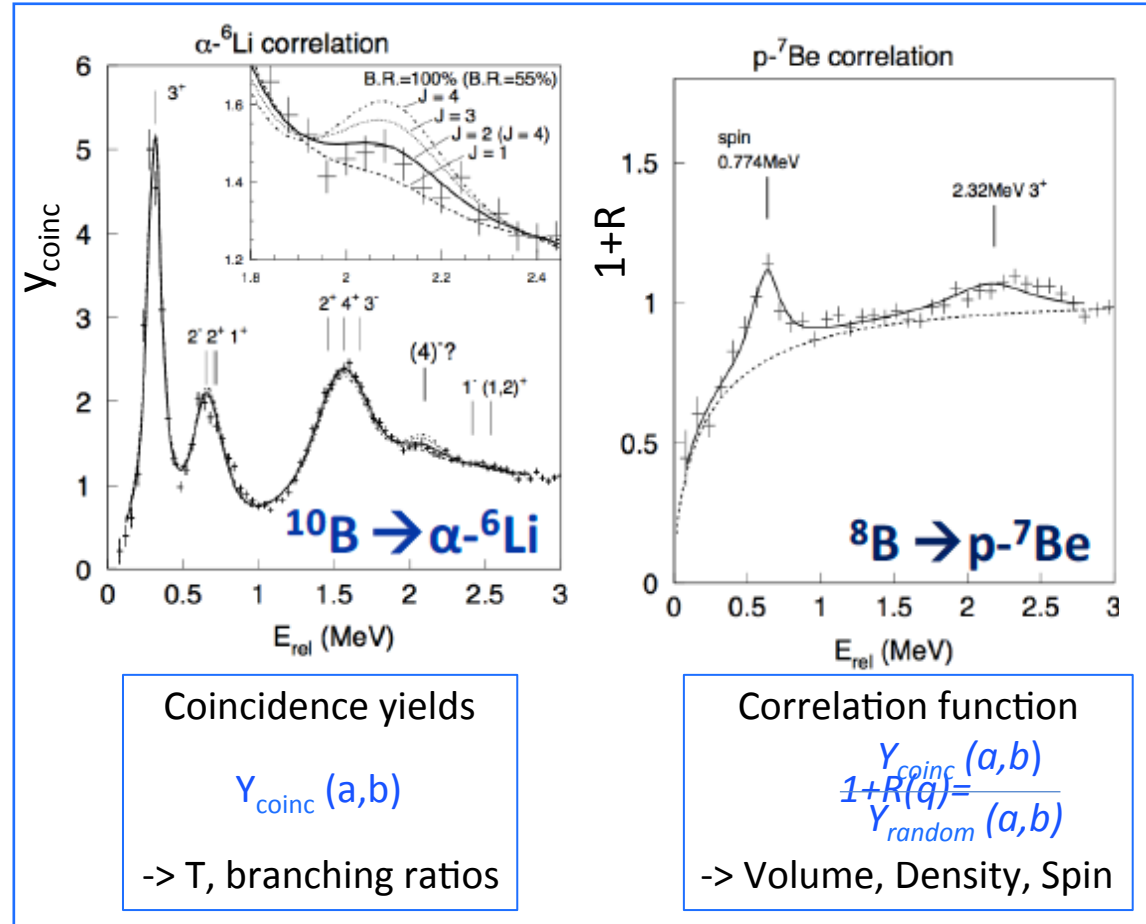 α-⁶Li correlation
6
5
4
3
2
1
0
Y_coinc
3⁺
2⁻ 2⁺ 1⁺
2⁺ 4⁺ 3⁻
(4)⁻?
1⁻ (1,2)⁺
B.R.=100% (B.R.=55%)
J = 4
J = 3
J = 2 (J = 4)
J = 1
1.6
1.4
1.2
1.8 2 2.2 2.4
¹⁰B → α-⁶Li
0 0.5 1 1.5 2 2.5 3
E_rel (MeV)
p-⁷Be correlation
1.5
1
0.5
0
1+R
spin
0.774MeV
2.32MeV 3⁺
⁸B → p-⁷Be
0 0.5 1 1.5 2 2.5 3
E_rel (MeV)
Coincidence yields
Y_coinc (a,b)
-> T, branching ratios
Correlation function
Y_coinc (a,b)
1+R(q)=
Y_random (a,b)
-> Volume, Density, Spin